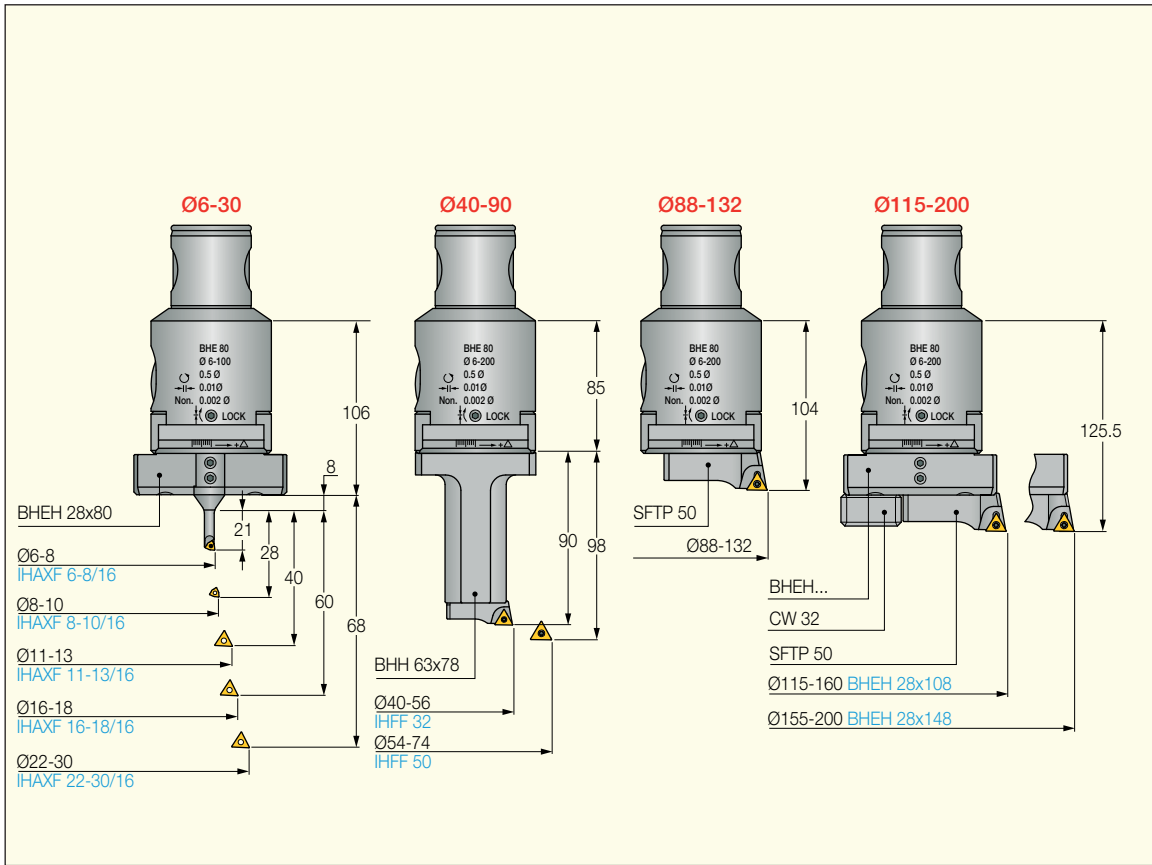 Ø6-30
Ø40-90
Ø88-132
Ø115-200
BHE 80
Ø 6-100
0.5 Ø
0.01Ø
Non. 0.002 Ø
LOCK
106
8
21
28
40
60
68
BHEH 28x80
Ø6-8
IHAXF 6-8/16
Ø8-10
IHAXF 8-10/16
Ø11-13
IHAXF 11-13/16
Ø16-18
IHAXF 16-18/16
Ø22-30
IHAXF 22-30/16
BHE 80
Ø 6-200
0.5 Ø
0.01Ø
Non. 0.002 Ø
LOCK
85
90
98
BHH 63x78
Ø40-56
IHFF 32
Ø54-74
IHFF 50
BHE 80
Ø 6-200
0.5 Ø
0.01Ø
Non. 0.002 Ø
LOCK
104
SFTP 50
Ø88-132
BHE 80
Ø 6-200
0.5 Ø
0.01Ø
Non. 0.002 Ø
LOCK
125.5
BHEH...
CW 32
SFTP 50
Ø115-160 BHEH 28x108
Ø155-200 BHEH 28x148